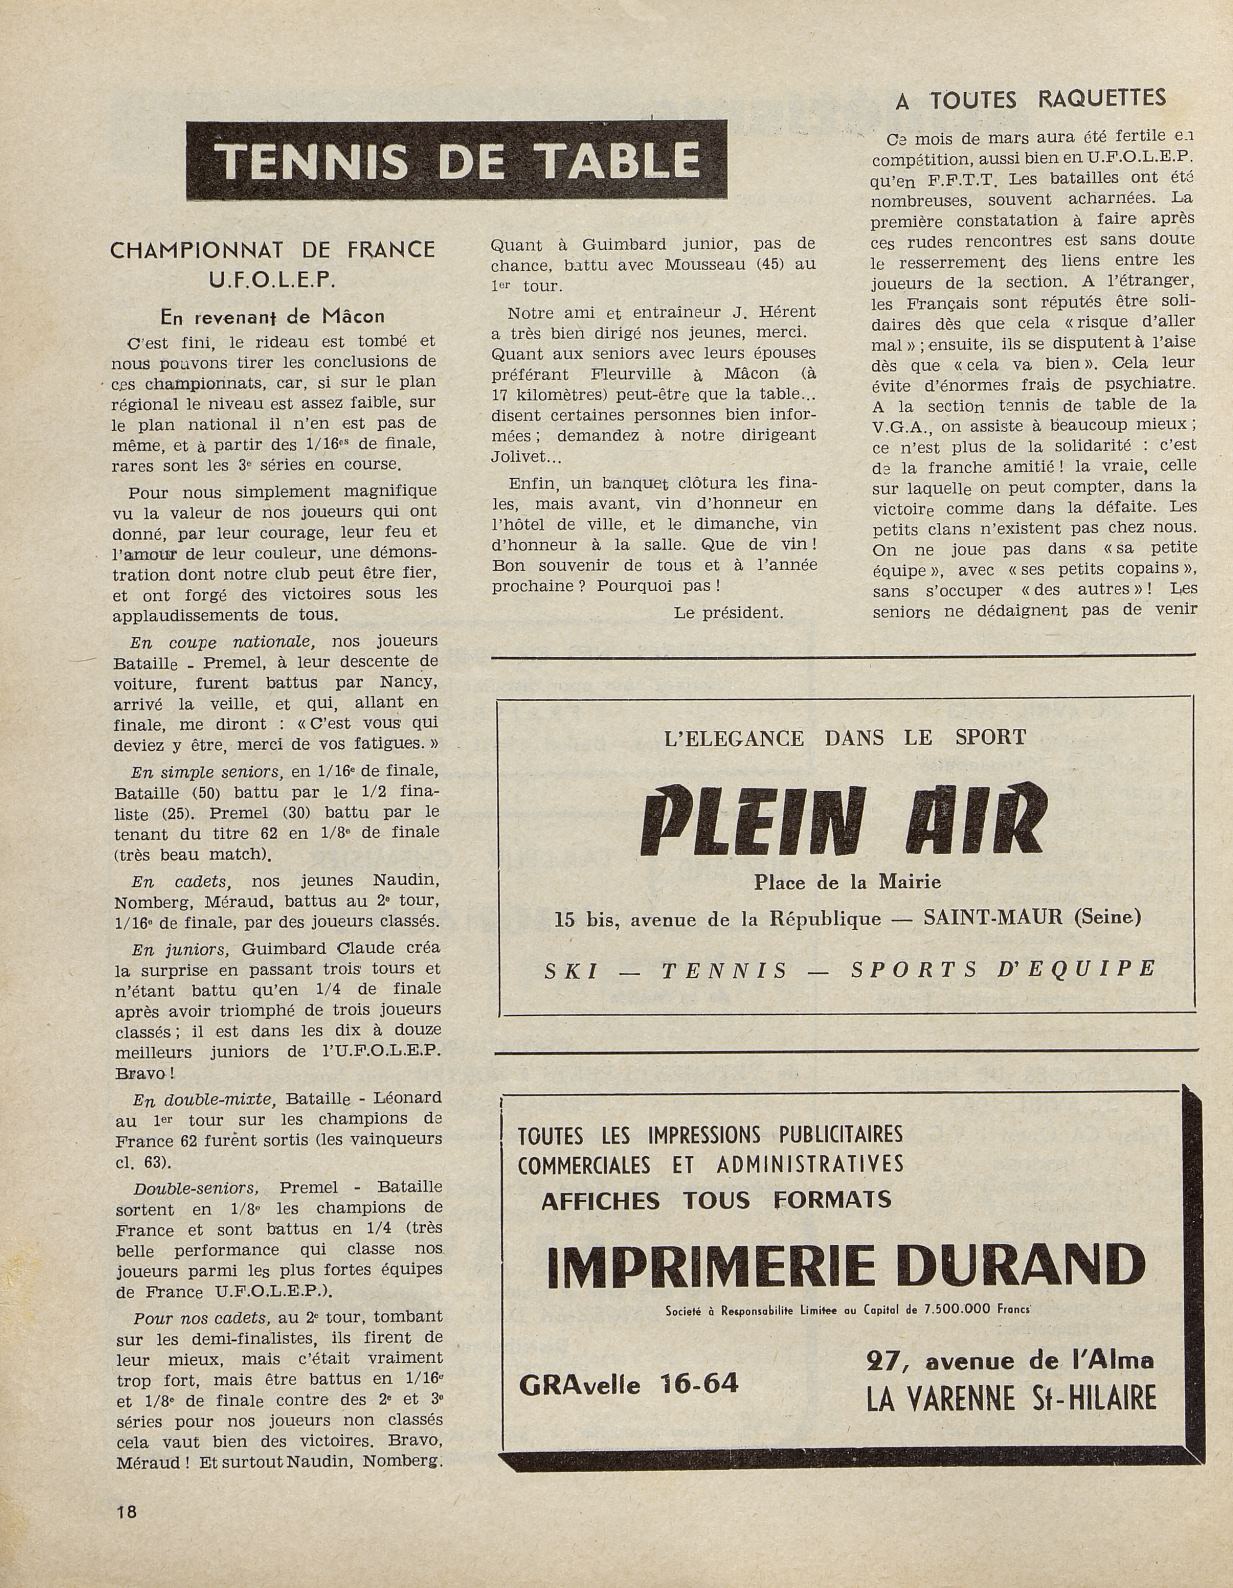 TENNIS DE TABLE
CHAMPIONNAT DE FRANCE
U.F.O.L.E.P.
En revenant de Mâcon
C'est fini, le rideau est tombé et
nous pouvons tirer les conclusions de
ces championnats, car, si sur le plan
régional le niveau est assez faible, sur
le plan national il n'en est pas de
même, et à partir des 1/16es de finale,
rares sont les 3e séries en course.
Pour nous simplement magnifique
vu la valeur de nos joueurs qui ont
donné, par leur courage, leur feu et
l'amour de leur couleur, une démons-
tration dont notre club peut être fier,
et ont forgé des victoires sous les
applaudissements de tous.
En coupe nationale, nos joueurs
Bataille - Premel, à leur descente de
voiture, furent battus par Nancy,
arrivé la veille, et qui, allant en
finale, me diront : « C'est vous qui
deviez y être, merci de vos fatigues. »
En simple seniors, en 1/16e de finale,
Bataille (50) battu par le 1/2 fina-
liste (25). Premel (30) battu par le
tenant du titre 62 en 1/8e de finale
(très beau match).
En cadets, nos jeunes Naudin,
Nomberg, Méraud, battus au 2e tour,
1/16e de finale, par des joueurs classés.
En juniors, Guimbard Claude créa
la surprise en passant trois tours et
n'étant battu qu'en 1/4 de finale
après avoir triomphé de trois joueurs
classés ; il est dans les dix à douze
meilleurs juniors de l'U.F.O.L.E.P.
Bravo !
En double-mixte, Bataille - Léonard
au 1er tour sur les champions de
France 62 furent sortis (les vainqueurs
cl. 63).
Double-seniors, Premel - Bataille
sortent en 1/8e les champions de
France et sont battus en 1/4 (très
belle performance qui classe nos
joueurs parmi les plus fortes équipes
de France U.F.O.L.E.P.).
Pour nos cadets, au 2e tour, tombant
sur les demi-finalistes, ils firent de
leur mieux, mais c'était vraiment
trop fort, mais être battus en 1/16e
et 1/8e de finale contre des 2e et 3e
séries pour nos joueurs non classés
cela vaut bien des victoires. Bravo,
Méraud ! Et surtout Naudin, Nomberg.
Quant à Guimbard junior, pas de
chance, battu avec Mousseau (45) au
1er tour.
Notre ami et entraîneur J. Hérent
a très bien dirigé nos jeunes, merci.
Quant aux seniors avec leurs épouses
préférant Fleurville à Mâcon (à
17 kilomètres) peut-être que la table...
disent certaines personnes bien infor-
mées ; demandez à notre dirigeant
Jolivet...
Enfin, un banquet clôtura les fina-
les, mais avant, vin d'honneur en
l'hôtel de ville, et le dimanche, vin
d'honneur à la salle. Que de vin !
Bon souvenir de tous et à l'année
prochaine ? Pourquoi pas !
Le président.
A TOUTES RAQUETTES
Ce mois de mars aura été fertile en
compétition, aussi bien en U.F.O.L.E.P.
qu'en F.F.T.T. Les batailles ont été
nombreuses, souvent acharnées. La
première constatation à faire après
ces rudes rencontres est sans doute
le resserrement des liens entre les
joueurs de la section. A l'étranger,
les Français sont réputés être soli-
daires dès que cela « risque d'aller
mal » ; ensuite, ils se disputent à l'aise
dès que « cela va bien ». Cela leur
évite d'énormes frais de psychiatre.
A la section tennis de table de la
V.G.A., on assiste à beaucoup mieux ;
ce n'est plus de la solidarité : c'est
de la franche amitié ! la vraie, celle
sur laquelle on peut compter, dans la
victoire comme dans la défaite. Les
petits clans n'existent pas chez nous.
On ne joue pas dans « sa petite
équipe », avec « ses petits copains »,
sans s'occuper « des autres » ! Les
seniors ne dédaignent pas de venir
L'ELEGANCE DANS LE SPORT
PLEIN AIR
Place de la Mairie
15 bis, avenue de la République — SAINT-MAUR (Seine)
SKI — TENNIS — SPORTS D'EQUIPE
TOUTES LES IMPRESSIONS PUBLICITAIRES
COMMERCIALES ET ADMINISTRATIVES
AFFICHES TOUS FORMATS
IMPRIMERIE DURAND
Societé à Responsabilite Limitee au Capital de 7.500.000 Francs
GRAvelle 16-64
27, avenue de l'Alma
LA VARENNE St-HILAIRE
18